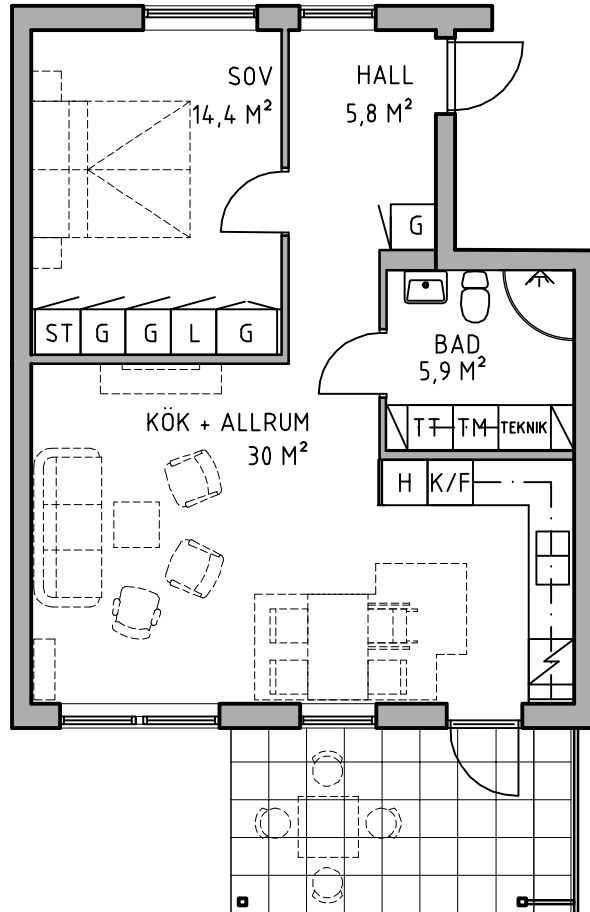 SOV
14,4 M²
HALL
5,8 M²
G
ST G G L G
BAD
5,9 M²
TT TM TEKNIK
KÖK + ALLRUM
30 M²
H K/F